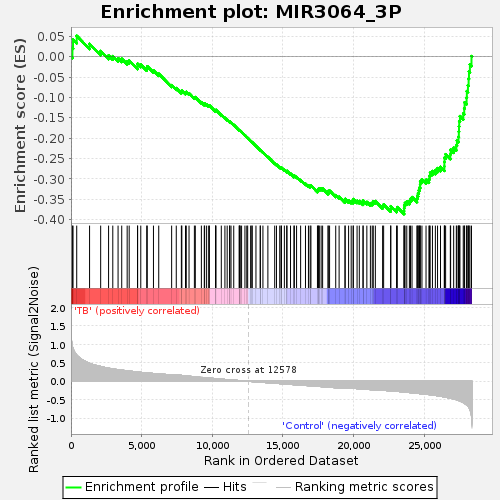 Enrichment plot: MIR3064_3P
Enrichment score (ES)
0.05
0.00
-0.05
-0.10
-0.15
-0.20
-0.25
-0.30
-0.35
-0.40
'TB' (positively correlated)
Ranked list metric (Signal2Noise)
2.0
1.5
1.0
0.5
0.0
-0.5
-1.0
Zero cross at 12578
'Control' (negatively correlated)
0
5,000
10,000
15,000
20,000
25,000
Rank in Ordered Dataset
Enrichment profile
Hits
Ranking metric scores